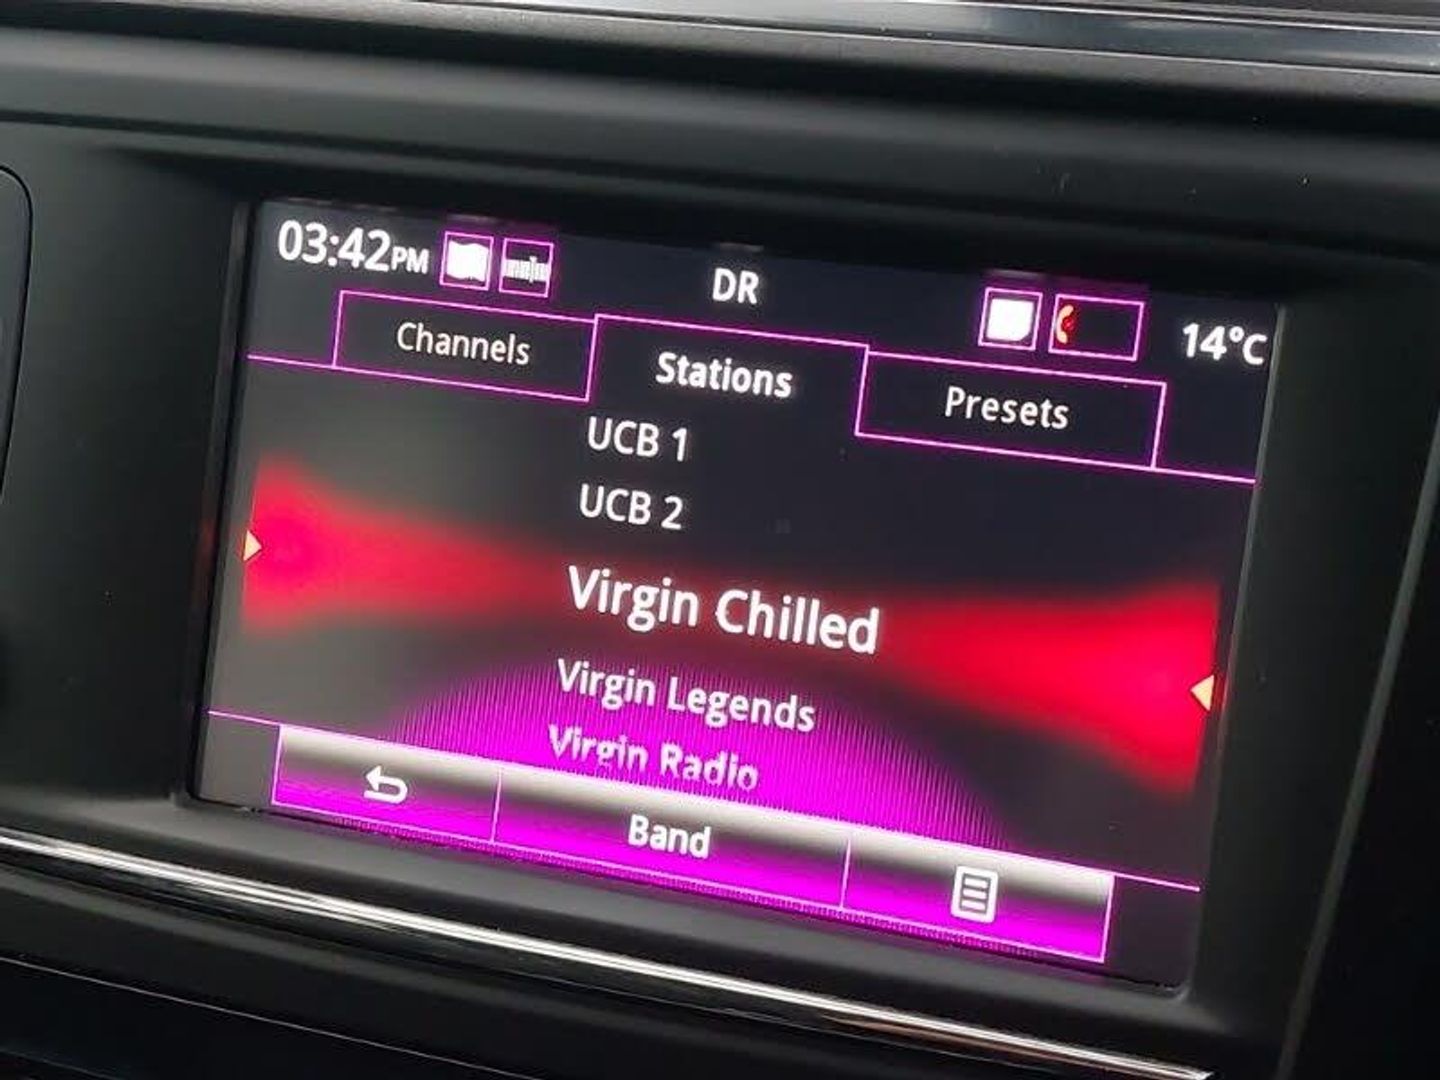 03:42PM DR 14°C
Channels Stations Presets
UCB 1
UCB 2
Virgin Chilled
Virgin Legends
Virgin Radio
Band